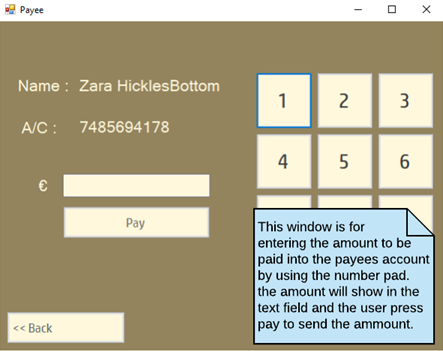 Payee
Name : Zara HicklesBottom
A/C : 7485694178
€
Pay
<< Back
1 2 3
4 5 6
This window is for
entering the amount to be
paid into the payees account
by using the number pad.
the amount will show in the
text field and the user press
pay to send the ammount.